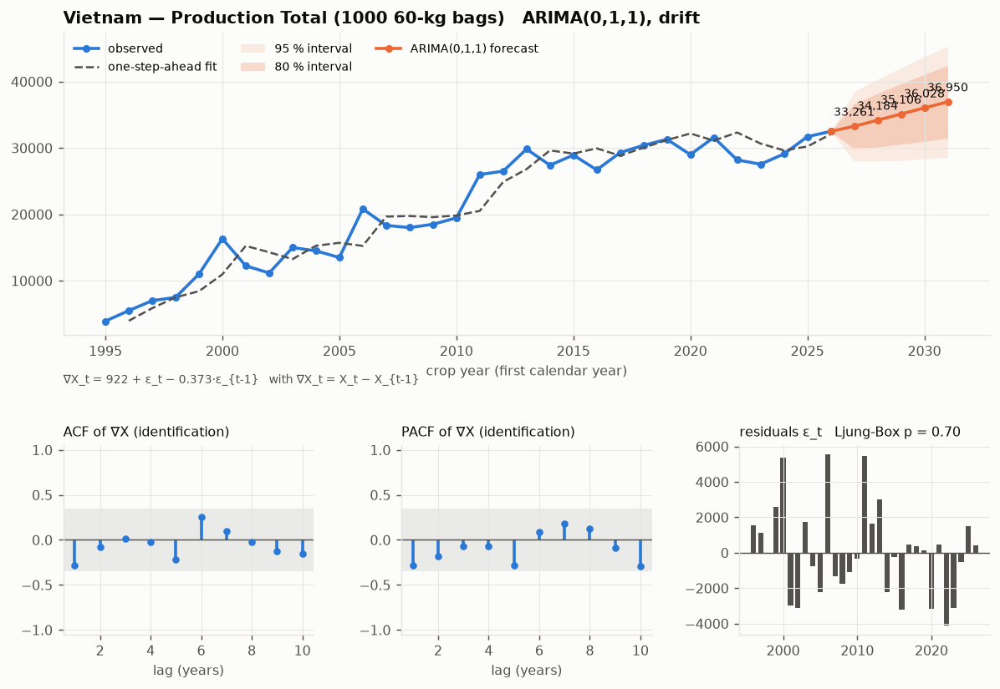 Vietnam — Production Total (1000 60-kg bags)   ARIMA(0,1,1), drift
observed
one-step-ahead fit
95 % interval
80 % interval
ARIMA(0,1,1) forecast
40000
30000
20000
10000
33,261
34,184
35,106
36,028
36,950
1995 2000 2005 2010 2015 2020 2025 2030
crop year (first calendar year)
∇X_t = 922 + ε_t − 0.373·ε_{t-1}   with ∇X_t = X_t − X_{t-1}
ACF of ∇X (identification)
1.0
0.5
0.0
−0.5
−1.0
2 4 6 8 10
lag (years)
PACF of ∇X (identification)
1.0
0.5
0.0
−0.5
−1.0
2 4 6 8 10
lag (years)
residuals ε_t   Ljung-Box p = 0.70
6000
4000
2000
0
−2000
−4000
2000 2010 2020